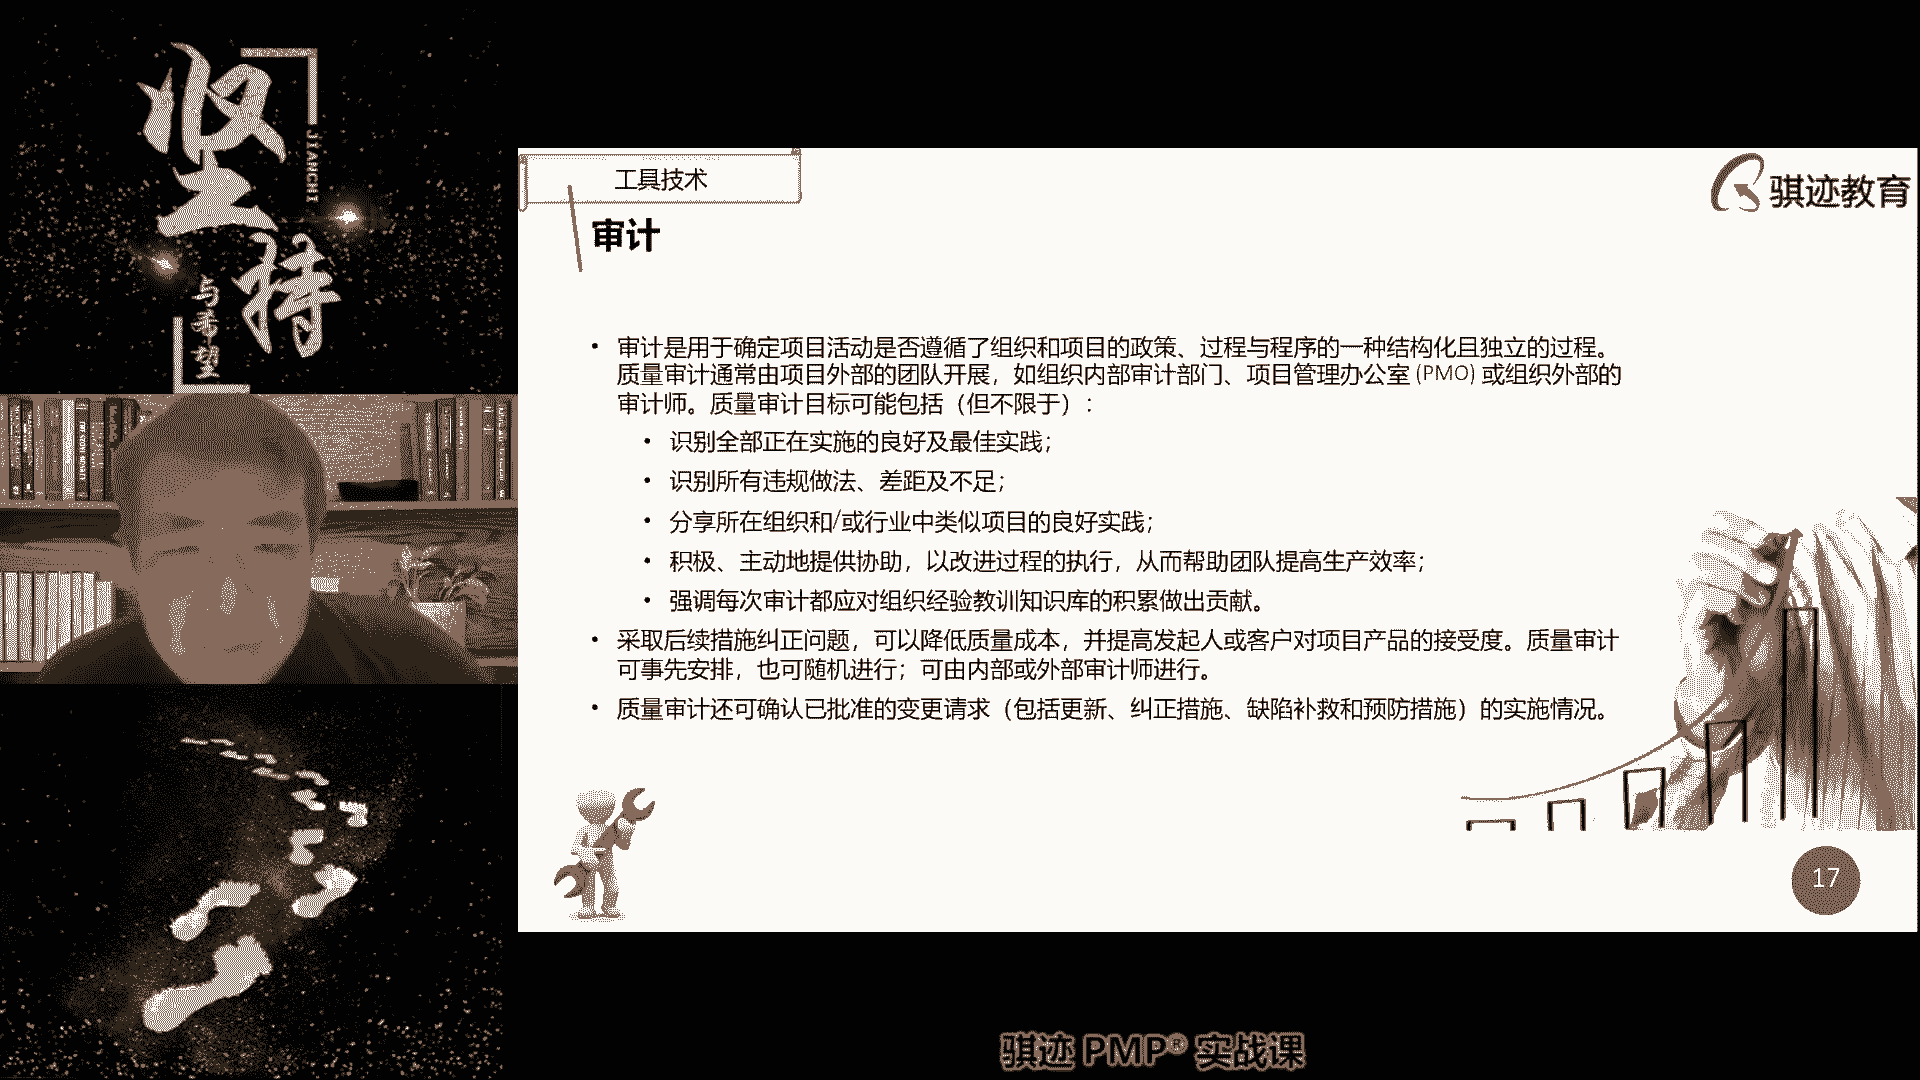 坚持
JIANCHI
与希望
工具技术
骐迹教育
审计
• 审计是用于确定项目活动是否遵循了组织和项目的政策、过程与程序的一种结构化且独立的过程。
质量审计通常由项目外部的团队开展，如组织内部审计部门、项目管理办公室 (PMO) 或组织外部的
审计师。质量审计目标可能包括（但不限于）：
• 识别全部正在实施的良好及最佳实践；
• 识别所有违规做法、差距及不足；
• 分享所在组织和/或行业中类似项目的良好实践；
• 积极、主动地提供协助，以改进过程的执行，从而帮助团队提高生产效率；
• 强调每次审计都应对组织经验教训知识库的积累做出贡献。
• 采取后续措施纠正问题，可以降低质量成本，并提高发起人或客户对项目产品的接受度。质量审计
可事先安排，也可随机进行；可由内部或外部审计师进行。
• 质量审计还可确认已批准的变更请求（包括更新、纠正措施、缺陷补救和预防措施）的实施情况。
17
骐迹 PMP® 实战课